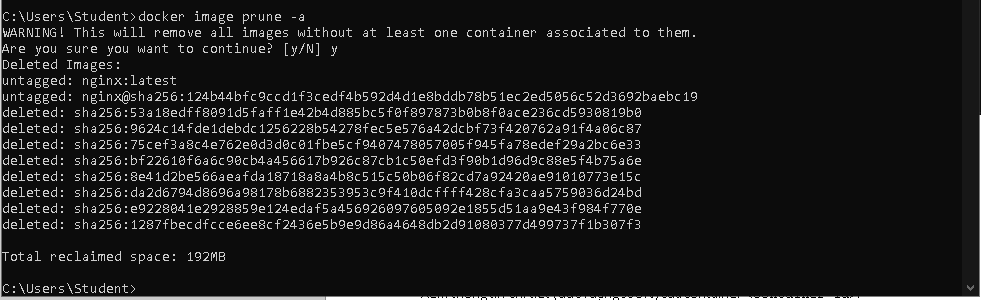 C:\Users\Student>docker image prune -a
WARNING! This will remove all images without at least one container associated to them.
Are you sure you want to continue? [y/N] y
Deleted Images:
untagged: nginx:latest
untagged: nginx@sha256:124b44bfc9ccd1f3cedf4b592d4d1e8bddb78b51ec2ed5056c52d3692baebc19
deleted: sha256:53a18edff8091d5faff1e42b4d885bc5f0f897873b0b8f0ace236cd5930819b0
deleted: sha256:9624c14fde1debdc1256228b54278fec5e576a42dcbf73f420762a91f4a06c87
deleted: sha256:75cef3a8c4e762e0d3d0c01fbe5cf9407478057005f945fa78edef29a2bc6e33
deleted: sha256:bf22610f6a6c90cb4a456617b926c87cb1c50efd3f90b1d96d9c88e5f4b75a6e
deleted: sha256:8e41d2be566aeafda18718a8a4b8c515c50b06f82cd7a92420ae91010773e15c
deleted: sha256:da2d6794d8696a98178b6882353953c9f410dcffff428cfa3caa5759036d24bd
deleted: sha256:e9228041e2928859e124edaf5a456926097605092e1855d51aa9e43f984f770e
deleted: sha256:1287fbecdfcce6ee8cf2436e5b9e9d86a4648db2d91080377d499737f1b307f3
Total reclaimed space: 192MB
C:\Users\Student>